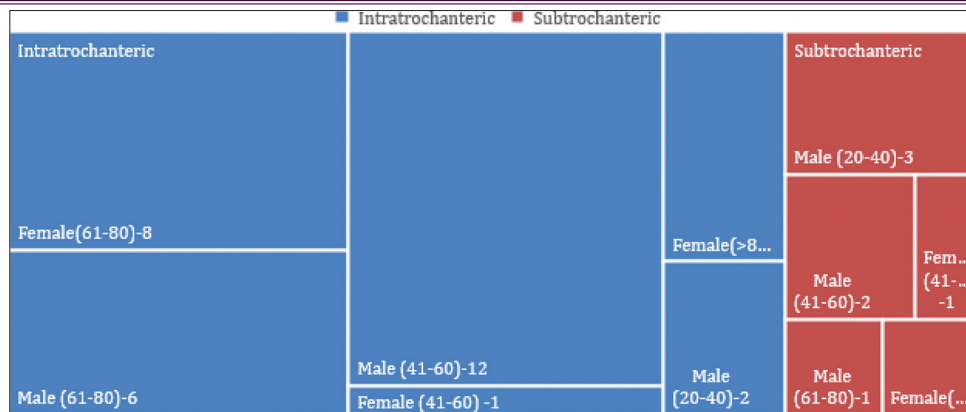 Intratrochanteric Subtrochanteric
Intratrochanteric
Female(61-80)-8
Male (61-80)-6
Male (41-60)-12
Female (41-60) -1
Female(>8...
Male
(20-40)-2
Subtrochanteric
Male (20-40)-3
Male
(41-60)-2
Fem...
(41-...
-1
Male
(61-80)-1
Female(...